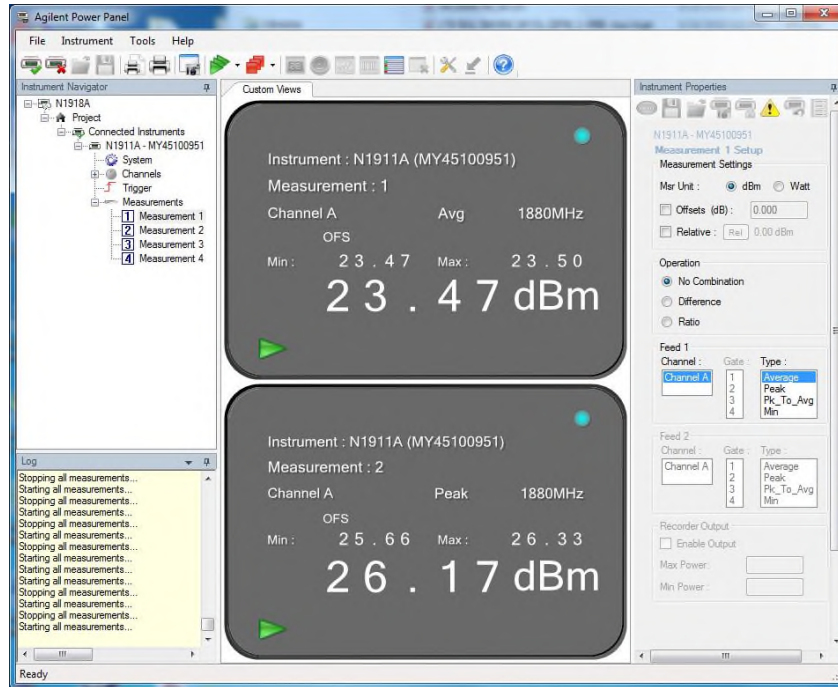 Agilent Power Panel
File Instrument Tools Help
Instrument Navigator
N1918A
Project
Connected Instruments
N1911A - MY45100951
System
Channels
Trigger
Measurements
1 Measurement 1
2 Measurement 2
3 Measurement 3
4 Measurement 4
Log
Stopping all measurements...
Starting all measurements...
Stopping all measurements...
Starting all measurements...
Stopping all measurements...
Starting all measurements...
Stopping all measurements...
Starting all measurements...
Starting all measurements...
Stopping all measurements...
Starting all measurements...
Starting all measurements...
Stopping all measurements...
Starting all measurements...
Ready
Custom Views
Instrument : N1911A (MY45100951)
Measurement : 1
Channel A Avg 1880MHz
OFS
Min : 23.47 Max : 23.50
23.47 dBm
Instrument : N1911A (MY45100951)
Measurement : 2
Channel A Peak 1880MHz
OFS
Min : 25.66 Max : 26.33
26.17 dBm
Instrument Properties
N1911A - MY45100951
Measurement 1 Setup
Measurement Settings
Msr Unit : dBm Watt
Offsets (dB) : 0.000
Relative : Rel 0.00 dBm
Operation
No Combination
Difference
Ratio
Feed 1
Channel : Gate : Type :
Channel A 1 Average
2 Peak
3 Pk_To_Avg
4 Min
Feed 2
Channel : Gate : Type :
Channel A 1 Average
2 Peak
3 Pk_To_Avg
4 Min
Recorder Output
Enable Output
Max Power:
Min Power :